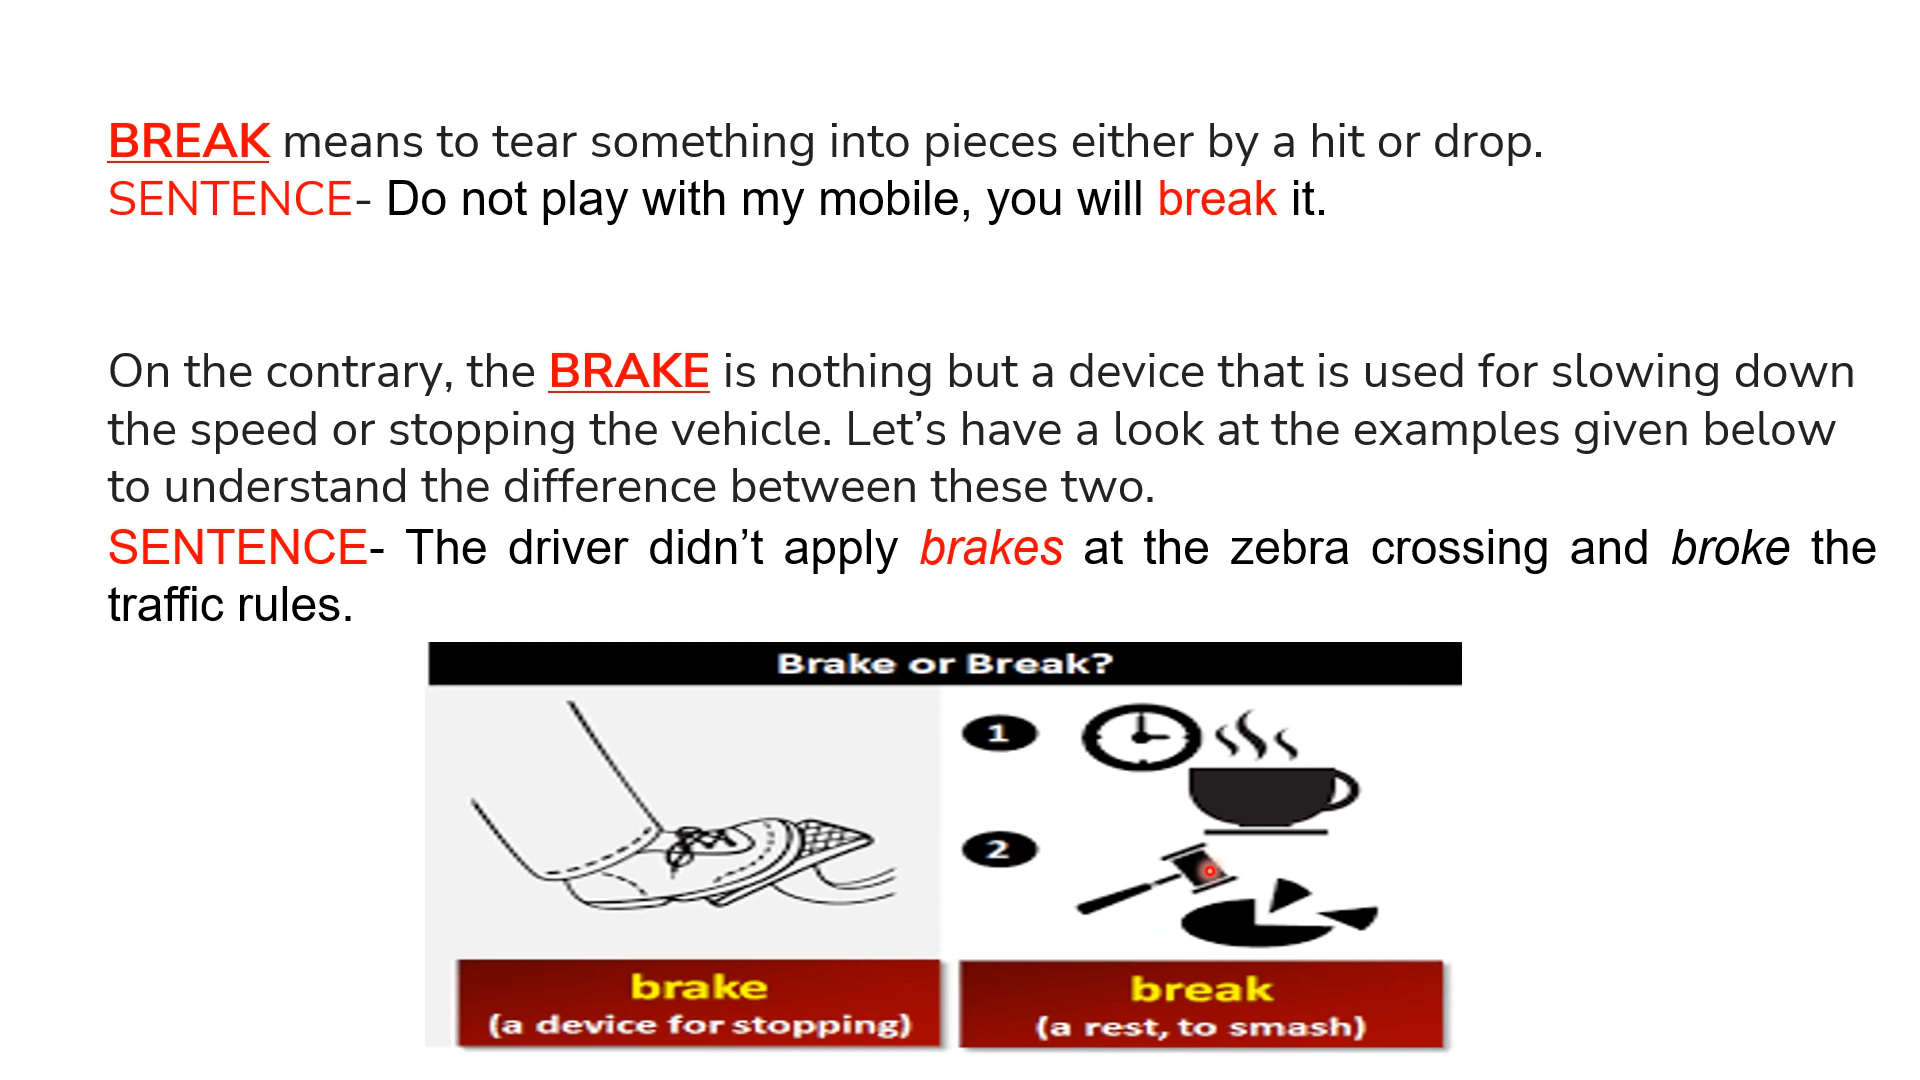 BREAK means to tear something into pieces either by a hit or drop.
SENTENCE- Do not play with my mobile, you will break it.
On the contrary, the BRAKE is nothing but a device that is used for slowing down
the speed or stopping the vehicle. Let’s have a look at the examples given below
to understand the difference between these two.
SENTENCE- The driver didn’t apply brakes at the zebra crossing and broke the
traffic rules.
Brake or Break?
1
2
brake
(a device for stopping)
break
(a rest, to smash)